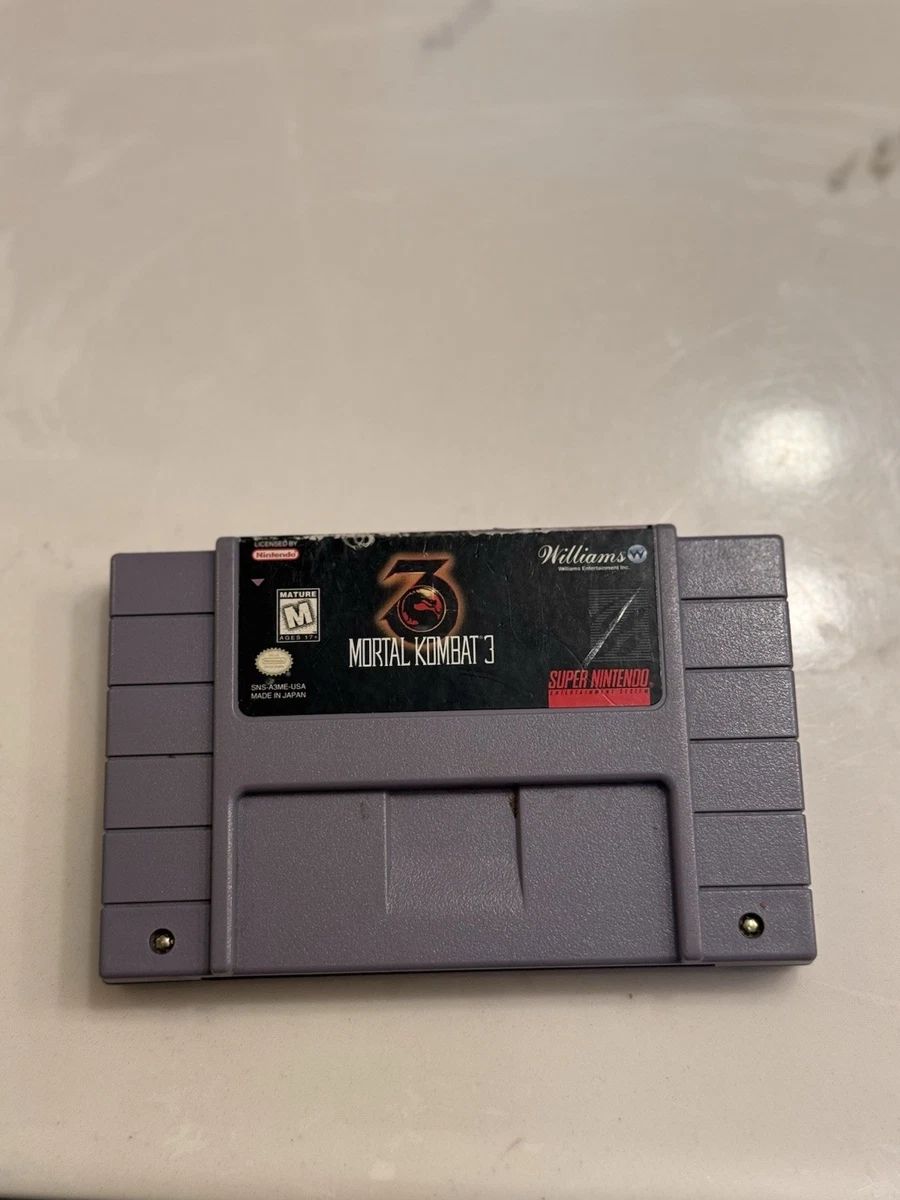 LICENSED BY
Nintendo
MATURE
M
AGES 17+
SNS-A3ME-USA
MADE IN JAPAN
3
MORTAL KOMBAT 3
Williams
Williams Entertainment Inc.
SUPER NINTENDO
ENTERTAINMENT SYSTEM